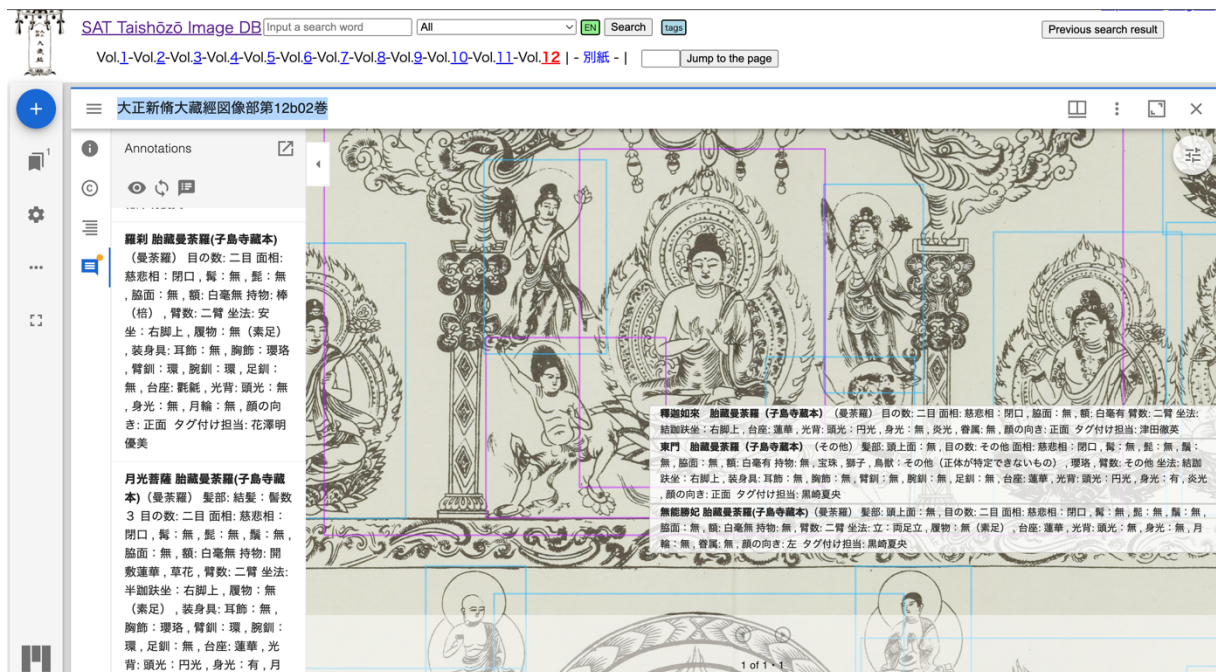 SAT Taishōzō Image DB Input a search word All EN Search tags Previous search result
Vol.1-Vol.2-Vol.3-Vol.4-Vol.5-Vol.6-Vol.7-Vol.8-Vol.9-Vol.10-Vol.11-Vol.12 | - 別紙 - | Jump to the page
大正新脩大藏經図像部第12b02巻
1
Annotations
羅刹 胎藏曼荼羅(子島寺藏本)
（曼荼羅） 目の数: 二目 面相:
慈悲相：閉口 , 髯：無 , 髭：無
, 脇面：無 , 額: 白毫無 持物: 棒
（棓） , 臂数: 二臂 坐法: 安
坐：右脚上 , 履物：無（素足）
, 装身具: 耳飾：無 , 胸飾：瓔珞
, 臂釧：環 , 腕釧：環 , 足釧：
無 , 台座: 氍毹 , 光背: 頭光：無
, 身光：無 , 月輪：無 , 顔の向
き: 正面 タグ付け担当: 花澤明
優美
月光菩薩 胎藏曼荼羅(子島寺藏
本)（曼荼羅） 髪部: 結髪：髻数
３ 目の数: 二目 面相: 慈悲相：
閉口 , 髯：無 , 髭：無 , 鬚：無 ,
脇面：無 , 額: 白毫無 持物: 開
敷蓮華 , 草花 , 臂数: 二臂 坐法:
半跏趺坐：右脚上 , 履物：無
（素足） , 装身具: 耳飾：無 ,
胸飾：瓔珞 , 臂釧：環 , 腕釧：
環 , 足釧：無 , 台座: 蓮華 , 光
背: 頭光：円光 , 身光：有 , 月
釋迦如來　胎藏曼荼羅（子島寺藏本）（曼荼羅） 目の数: 二目 面相: 慈悲相：閉口 , 脇面：無 , 額: 白毫有 臂数: 二臂 坐法:
結跏趺坐：右脚上 , 台座: 蓮華 , 光背: 頭光：円光 , 身光：無 , 炎光 , 眷属: 無 , 顔の向き: 正面 タグ付け担当: 津田徹英
東門　胎藏曼荼羅（子島寺藏本）（その他） 髪部: 頭上面：無 , 目の数: その他 面相: 慈悲相：閉口 , 髯：無 , 髭：無 , 鬚：
無 , 脇面：無 , 額: 白毫有 持物: 無 , 宝珠 , 獅子 , 鳥獣：その他（正体が特定できないもの） , 瓔珞 , 臂数: その他 坐法: 結跏
趺坐：右脚上 , 装身具: 耳飾：無 , 胸飾：無 , 臂釧：無 , 腕釧：無 , 足釧：無 , 台座: 蓮華 , 光背: 頭光：円光 , 身光：有 , 炎光
, 顔の向き: 正面 タグ付け担当: 黒崎夏央
無能勝妃 胎藏曼荼羅(子島寺藏本)（曼荼羅） 髪部: 頭上面：無 , 目の数: 二目 面相: 慈悲相：閉口 , 髯：無 , 髭：無 , 鬚：無 ,
脇面：無 , 額: 白毫無 持物: 無 , 臂数: 二臂 坐法: 立：両足立 , 履物：無（素足） , 台座: 蓮華 , 光背: 頭光：無 , 身光：無 , 月
輪：無 , 眷属: 無 , 顔の向き: 左 タグ付け担当: 黒崎夏央
1 of 1 • 1